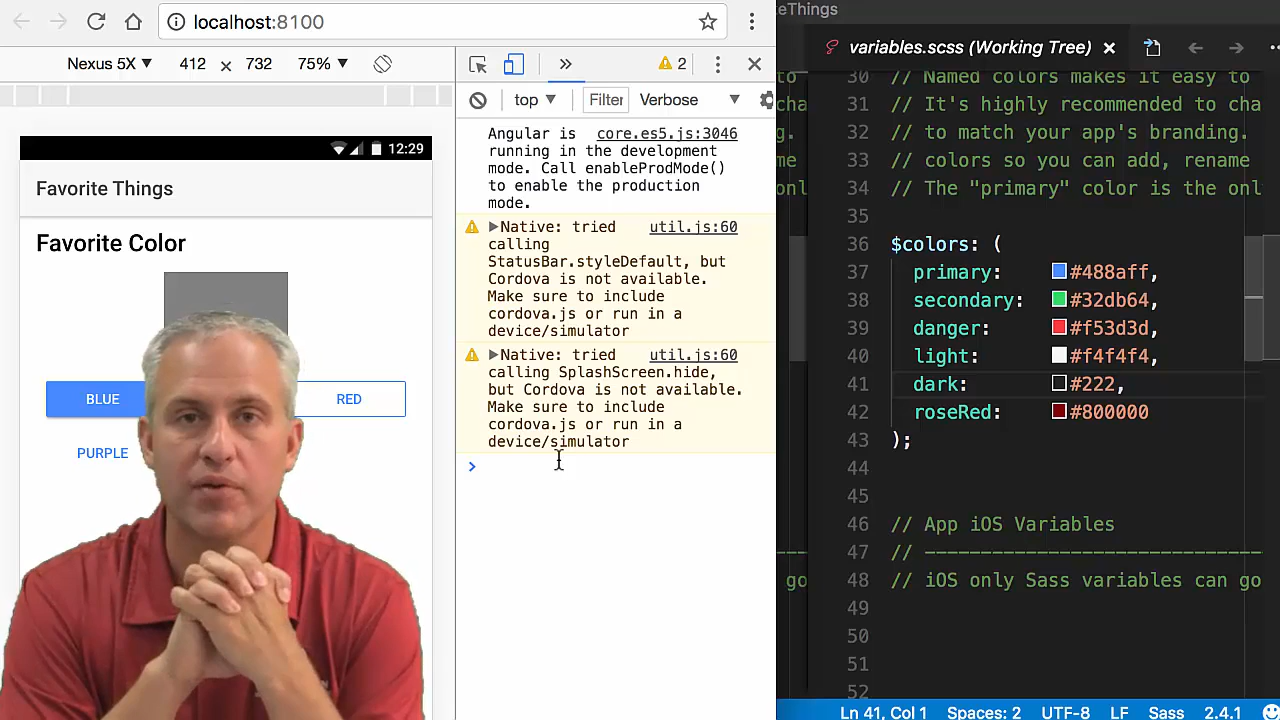 localhost:8100
Nexus 5X ▼ 412 × 732 75% ▼
2
top ▼ Filter Verbose ▼
Angular is core.es5.js:3046
running in the development
mode. Call enableProdMode()
to enable the production
mode.
▶Native: tried util.js:60
calling
StatusBar.styleDefault, but
Cordova is not available.
Make sure to include
cordova.js or run in a
device/simulator
▶Native: tried util.js:60
calling SplashScreen.hide,
but Cordova is not available.
Make sure to include
cordova.js or run in a
device/simulator
12:29
Favorite Things
Favorite Color
BLUE
RED
PURPLE
eThings
variables.scss (Working Tree)
30 // Named colors makes it easy to
31 // It's highly recommended to cha
32 // to match your app's branding.
33 // colors so you can add, rename
34 // The "primary" color is the onl
35
36 $colors: (
37 primary: #488aff,
38 secondary: #32db64,
39 danger: #f53d3d,
40 light: #f4f4f4,
41 dark: #222,
42 roseRed: #800000
43 );
44
45
46 // App iOS Variables
47 // ------------------------------
48 // iOS only Sass variables can go
49
50
51
52
Ln 41, Col 1 Spaces: 2 UTF-8 LF Sass 2.4.1